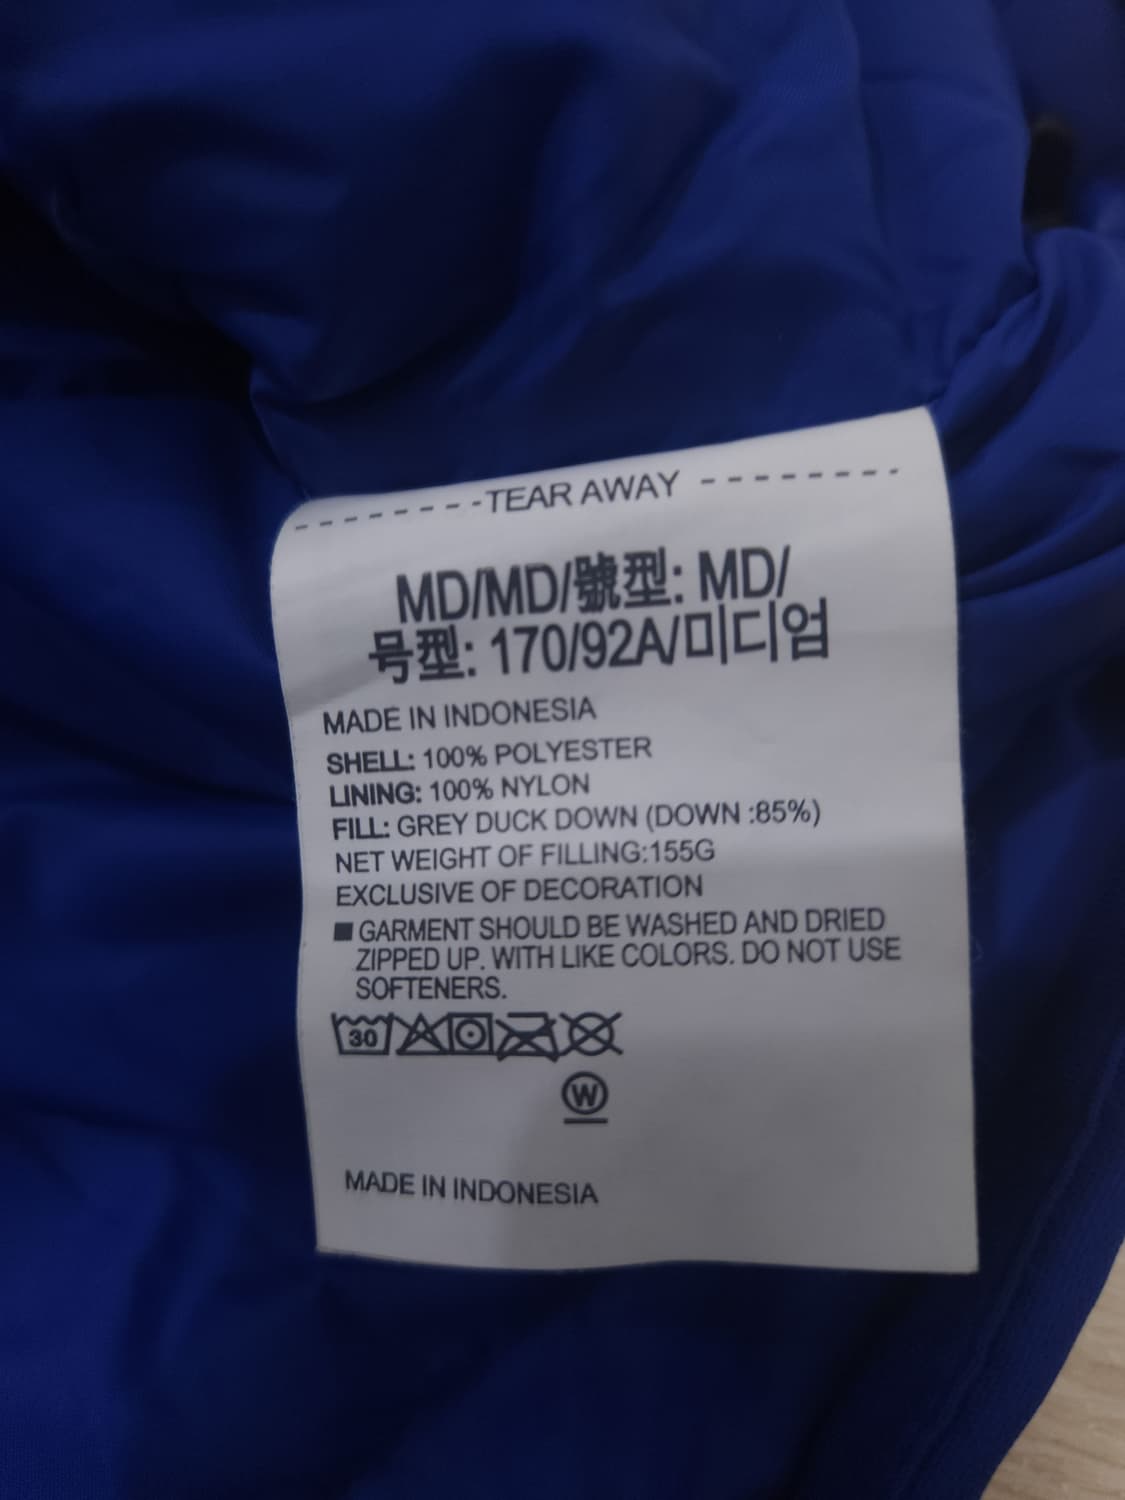 --------TEAR AWAY --------
MD/MD/號型: MD/
号型: 170/92A/미디엄
MADE IN INDONESIA
SHELL: 100% POLYESTER
LINING: 100% NYLON
FILL: GREY DUCK DOWN (DOWN :85%)
NET WEIGHT OF FILLING:155G
EXCLUSIVE OF DECORATION
■ GARMENT SHOULD BE WASHED AND DRIED
ZIPPED UP. WITH LIKE COLORS. DO NOT USE
SOFTENERS.
30
W
MADE IN INDONESIA